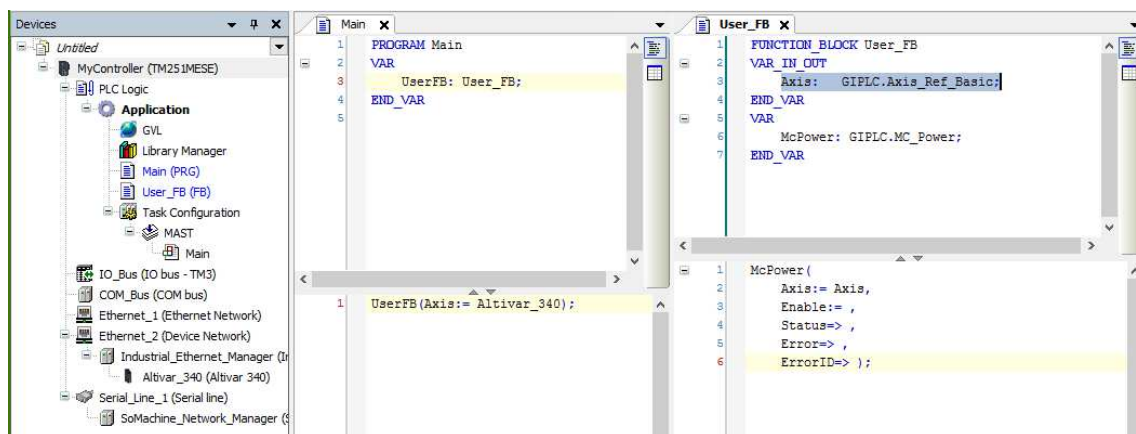 Devices
Untitled
MyController (TM251MESE)
PLC Logic
Application
GVL
Library Manager
Main (PRG)
User_FB (FB)
Task Configuration
MAST
Main
IO_Bus (IO bus - TM3)
COM_Bus (COM bus)
Ethernet_1 (Ethernet Network)
Ethernet_2 (Device Network)
Industrial_Ethernet_Manager (I
Altivar_340 (Altivar 340)
Serial_Line_1 (Serial line)
SoMachine_Network_Manager (S
Main
1 PROGRAM Main
2 VAR
3 UserFB: User_FB;
4 END_VAR
5
1 UserFB(Axis:= Altivar_340);
User_FB
1 FUNCTION_BLOCK User_FB
2 VAR_IN_OUT
3 Axis: GIPLC.Axis_Ref_Basic;
4 END_VAR
5 VAR
6 McPower: GIPLC.MC_Power;
7 END_VAR
1 McPower(
2 Axis:= Axis,
3 Enable:= ,
4 Status=> ,
5 Error=> ,
6 ErrorID=> );